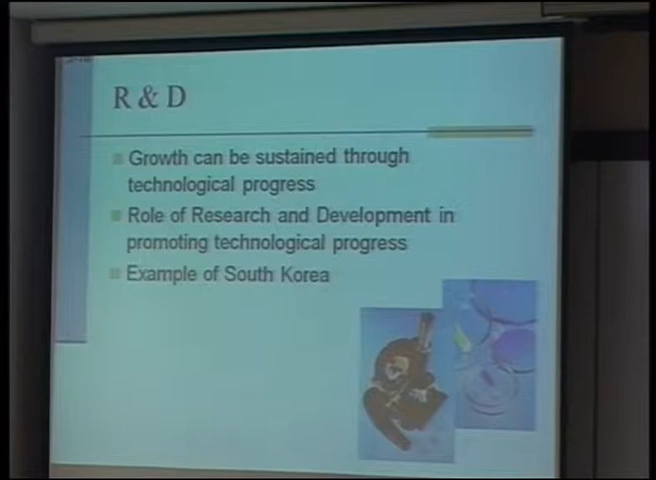 R & D
Growth can be sustained through
technological progress
Role of Research and Development in
promoting technological progress
Example of South Korea